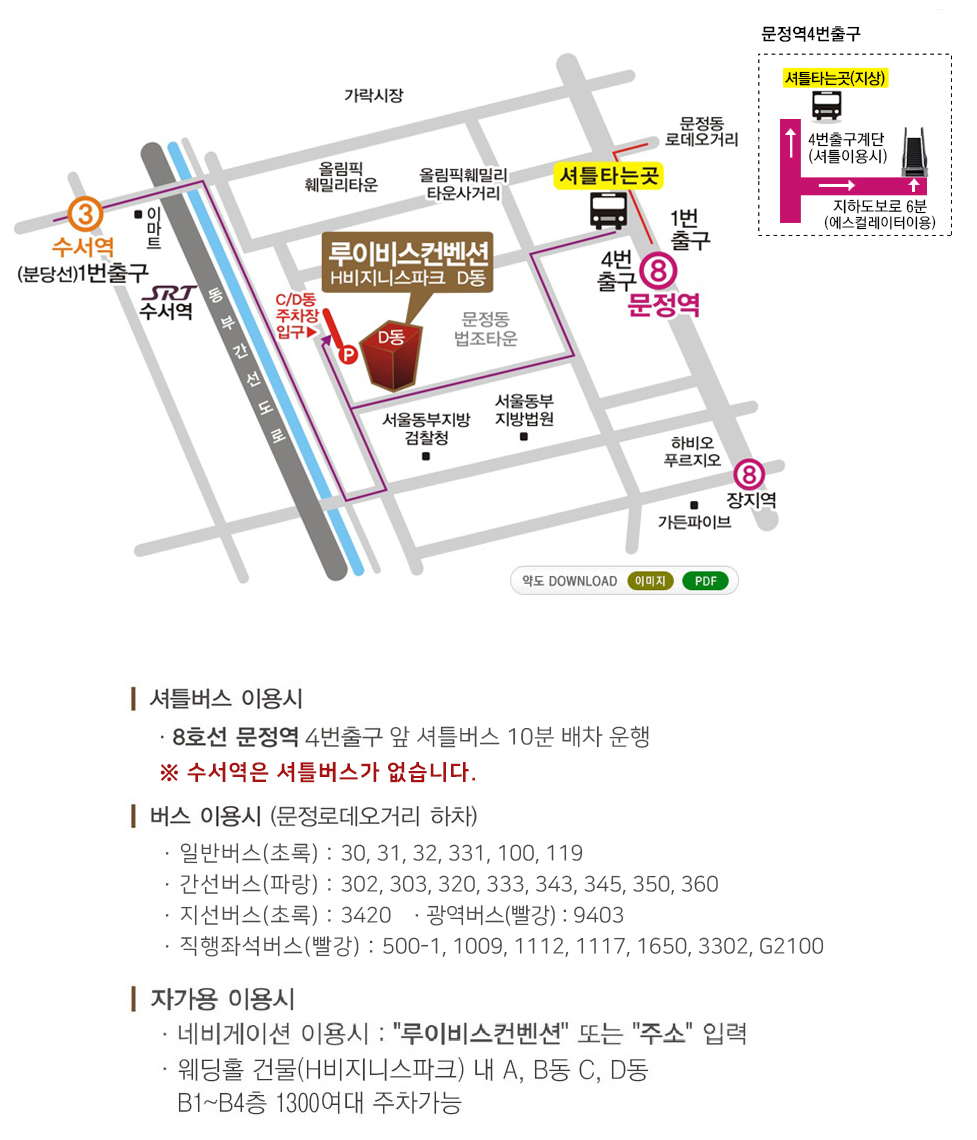 문정역4번출구
셔틀타는곳(지상)
4번출구계단
(셔틀이용시)
지하도보로 6분
(에스컬레이터이용)
가락시장
문정동
로데오거리
올림픽
훼밀리타운
올림픽훼밀리
타운사거리
셔틀타는곳
3
수서역
(분당선)1번출구
이마트
SRT
수서역
동부간선도로
루이비스컨벤션
H비지니스파크 D동
C/D동
주차장
입구▶
P
D동
문정동
법조타운
1번
출구
4번
출구
8
문정역
서울동부지방
검찰청
서울동부
지방법원
하비오
푸르지오
8
장지역
가든파이브
약도 DOWNLOAD 이미지 PDF
셔틀버스 이용시
· 8호선 문정역 4번출구 앞 셔틀버스 10분 배차 운행
※ 수서역은 셔틀버스가 없습니다.
버스 이용시 (문정로데오거리 하차)
· 일반버스(초록) : 30, 31, 32, 331, 100, 119
· 간선버스(파랑) : 302, 303, 320, 333, 343, 345, 350, 360
· 지선버스(초록) : 3420 · 광역버스(빨강) : 9403
· 직행좌석버스(빨강) : 500-1, 1009, 1112, 1117, 1650, 3302, G2100
자가용 이용시
· 네비게이션 이용시 : "루이비스컨벤션" 또는 "주소" 입력
· 웨딩홀 건물(H비지니스파크) 내 A, B동 C, D동
B1~B4층 1300여대 주차가능